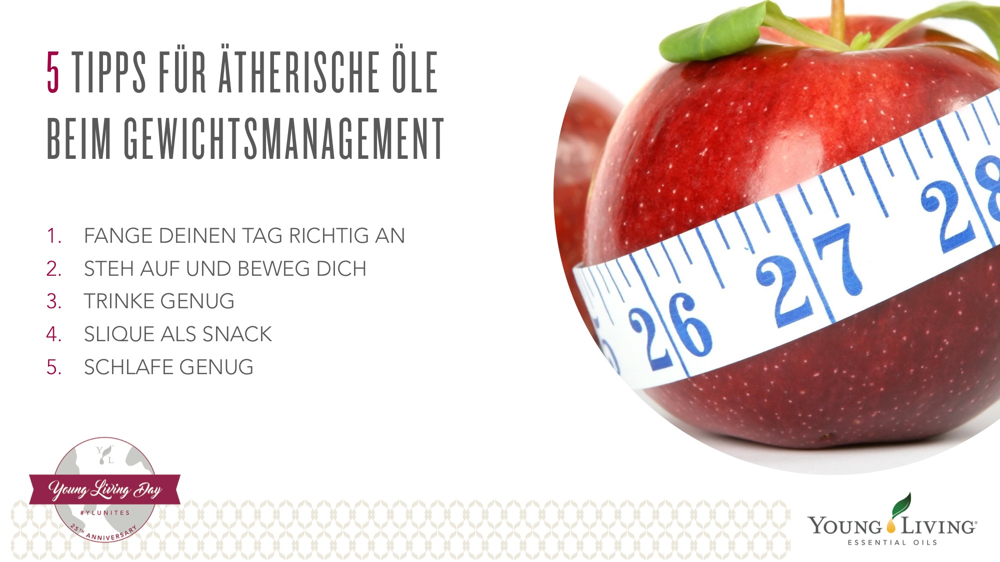 5 TIPPS FÜR ÄTHERISCHE ÖLE
BEIM GEWICHTSMANAGEMENT
1. FANGE DEINEN TAG RICHTIG AN
2. STEH AUF UND BEWEG DICH
3. TRINKE GENUG
4. SLIQUE ALS SNACK
5. SCHLAFE GENUG
26 27 28
Y L
Young Living Day
#YLUNITES
25TH ANNIVERSARY
YOUNG LIVING®
ESSENTIAL OILS